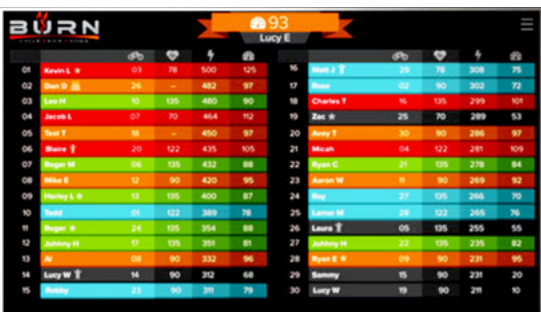 BURN
93
Lucy E
01 Kevin L 03 78 500 125
02 Don D 26 – 482 97
03 Les H 10 135 480 90
04 Jacob L 07 70 464 112
05 Test T 18 – 450 97
06 Blaire 20 122 435 105
07 Roger M 06 135 432 88
08 Mike E 12 90 420 95
09 Harley L 13 135 400 87
10 Todd 01 122 389 78
11 Roger 24 135 354 88
12 Johhny H 17 135 351 81
13 Al 08 90 332 96
14 Lucy W 14 90 312 68
15 Robby 23 90 311 79
16 Matt J 29 78 308 75
17 Rose 02 90 302 72
18 Charles T 16 135 299 101
19 Zac 25 70 289 53
20 Avey T 30 90 286 97
21 Micah 04 122 281 109
22 Ryan C 21 135 278 84
23 Aaron W 11 90 269 92
24 Ray 27 135 266 70
25 Lamar M 28 122 265 76
26 Laura 05 135 255 55
27 Johhny H 22 135 235 82
28 Ryan E 09 90 231 95
29 Sammy 15 90 231 20
30 Lucy W 19 90 211 10